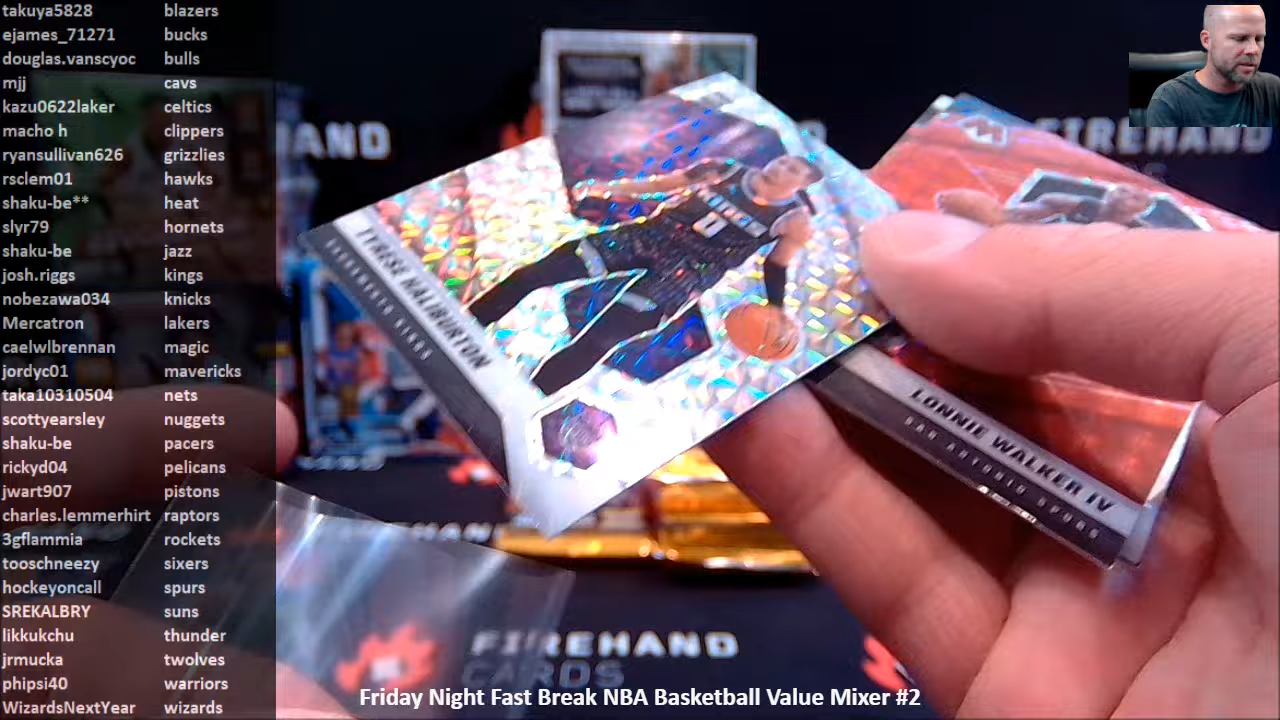 takuya5828 blazers
ejames_71271 bucks
douglas.vanscyoc bulls
mjj cavs
kazu0622laker celtics
macho h clippers
ryansullivan626 grizzlies
rsclem01 hawks
shaku-be** heat
slyr79 hornets
shaku-be jazz
josh.riggs kings
nobezawa034 knicks
Mercatron lakers
caelwlbrennan magic
jordyc01 mavericks
taka10310504 nets
scottyearsley nuggets
shaku-be pacers
rickyd04 pelicans
jwart907 pistons
charles.lemmerhirt raptors
3gflammia rockets
tooschneezy sixers
hockeyoncall spurs
SREKALBRY suns
likkukchu thunder
jrmucka twolves
phipsi40 warriors
WizardsNextYear wizards
FIREHAND
TYRESE HALIBURTON
SACRAMENTO KINGS
0
LONNIE WALKER IV
SAN ANTONIO SPURS
FIREHAND
CARDS
Friday Night Fast Break NBA Basketball Value Mixer #2